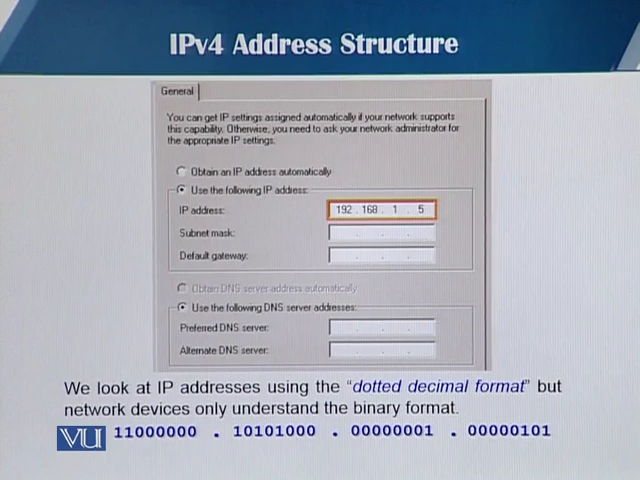 IPv4 Address Structure
General
You can get IP settings assigned automatically if your network supports
this capability. Otherwise, you need to ask your network administrator for
the appropriate IP settings.
Obtain an IP address automatically
Use the following IP address:
IP address: 192 . 168 . 1 . 5
Subnet mask: . . .
Default gateway: . . .
Obtain DNS server address automatically
Use the following DNS server addresses:
Preferred DNS server: . . .
Alternate DNS server: . . .
We look at IP addresses using the “dotted decimal format” but
network devices only understand the binary format.
VU 11000000 . 10101000 . 00000001 . 00000101